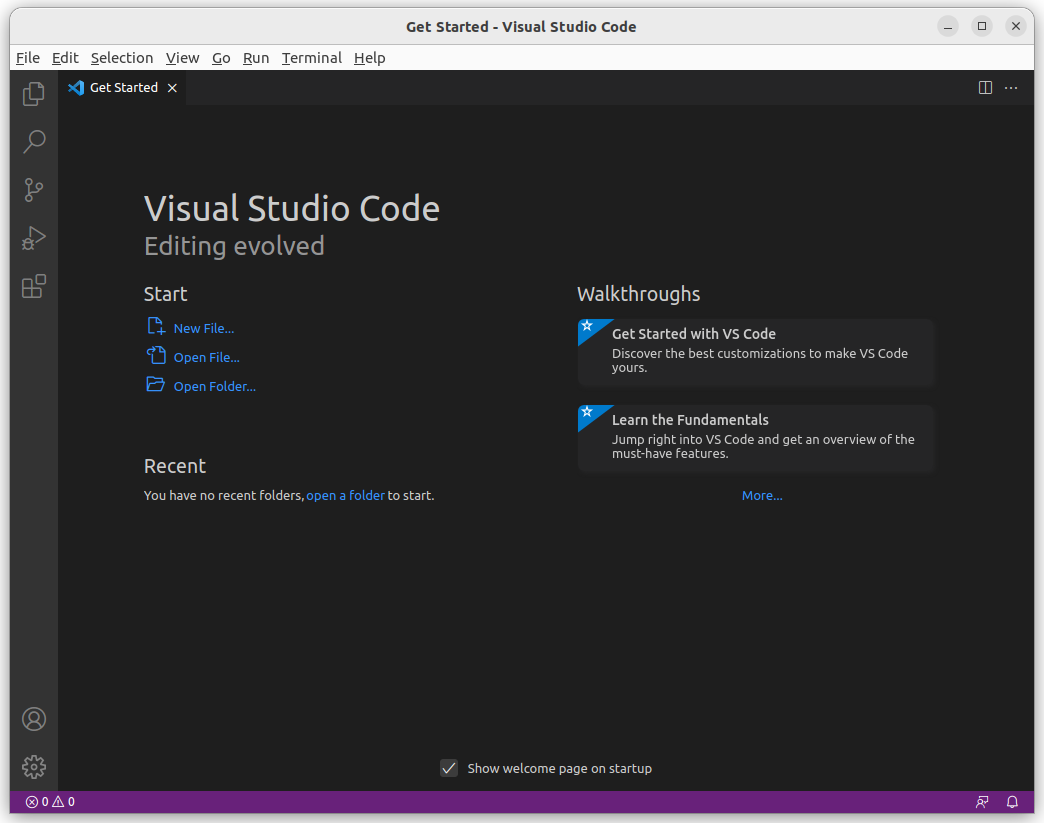 Get Started - Visual Studio Code
File Edit Selection View Go Run Terminal Help
Get Started
Visual Studio Code
Editing evolved
Start
New File...
Open File...
Open Folder...
Recent
You have no recent folders, open a folder to start.
Walkthroughs
Get Started with VS Code
Discover the best customizations to make VS Code
yours.
Learn the Fundamentals
Jump right into VS Code and get an overview of the
must-have features.
More...
Show welcome page on startup
0 0